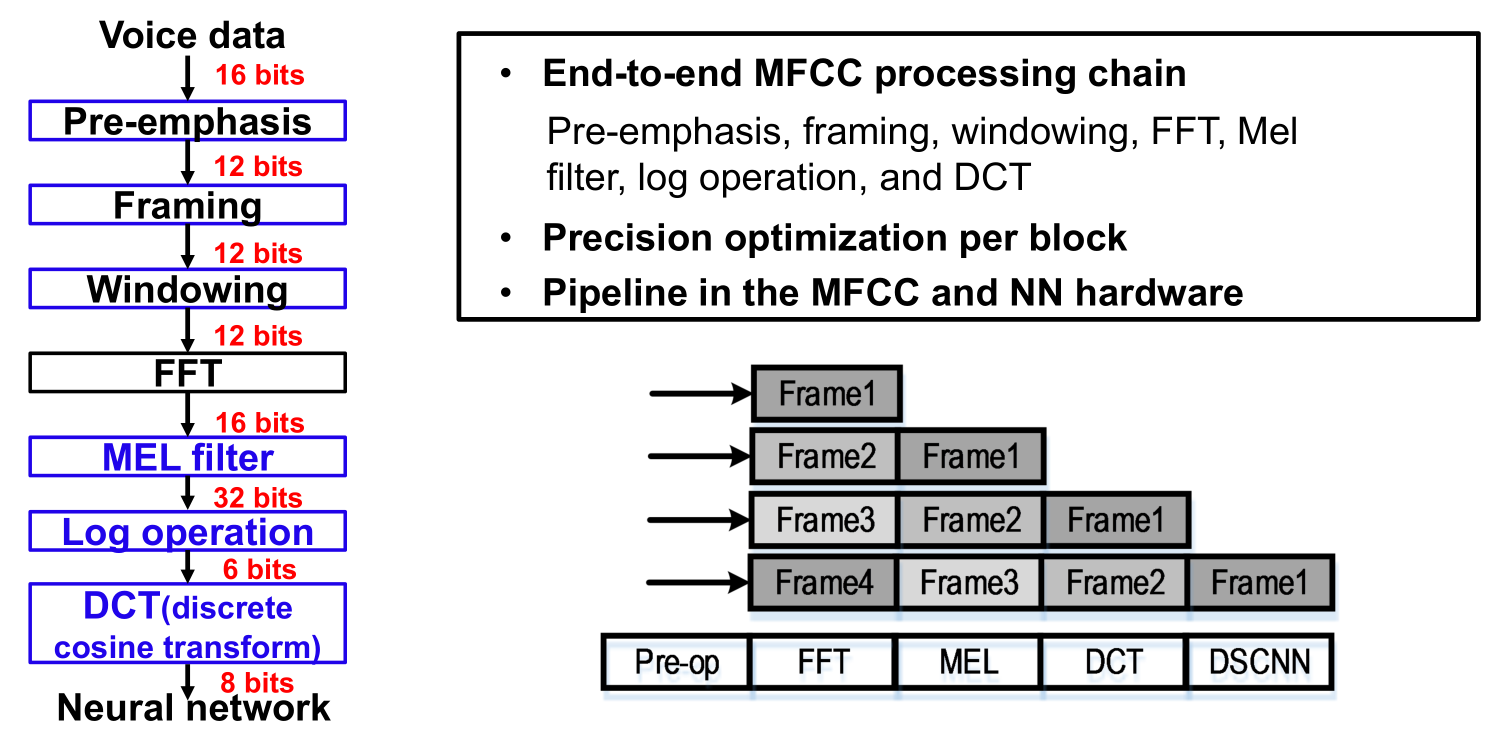 Voice data
16 bits
Pre-emphasis
12 bits
Framing
12 bits
Windowing
12 bits
FFT
16 bits
MEL filter
32 bits
Log operation
6 bits
DCT(discrete
cosine transform)
8 bits
Neural network
• End-to-end MFCC processing chain
Pre-emphasis, framing, windowing, FFT, Mel
filter, log operation, and DCT
• Precision optimization per block
• Pipeline in the MFCC and NN hardware
Frame1
Frame2 Frame1
Frame3 Frame2 Frame1
Frame4 Frame3 Frame2 Frame1
Pre-op FFT MEL DCT DSCNN